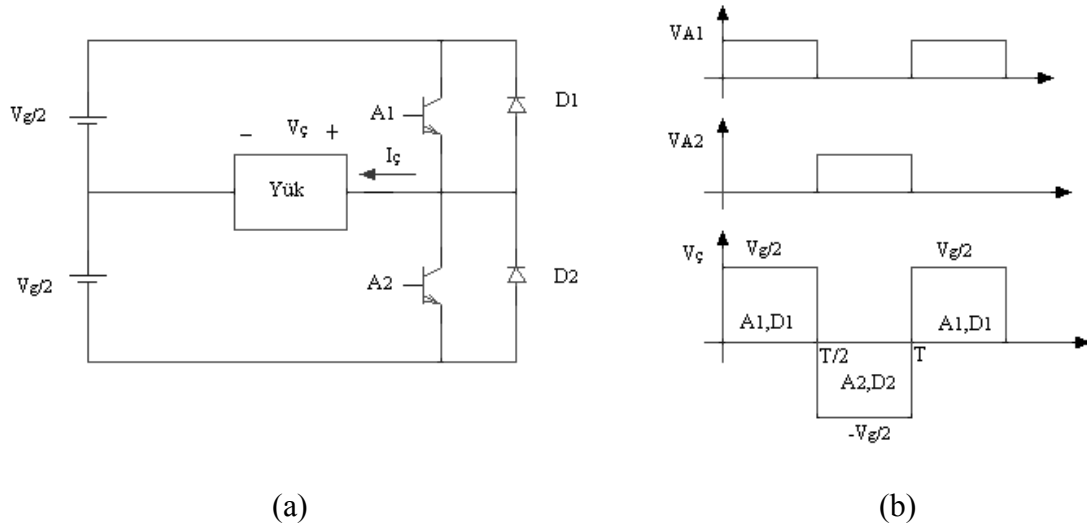 Vg/2
A1
D1
− Vç +
Iç
Yük
Vg/2
A2
D2
(a)
VA1
VA2
Vç
Vg/2
Vg/2
A1,D1
A1,D1
T/2
T
A2,D2
-Vg/2
(b)